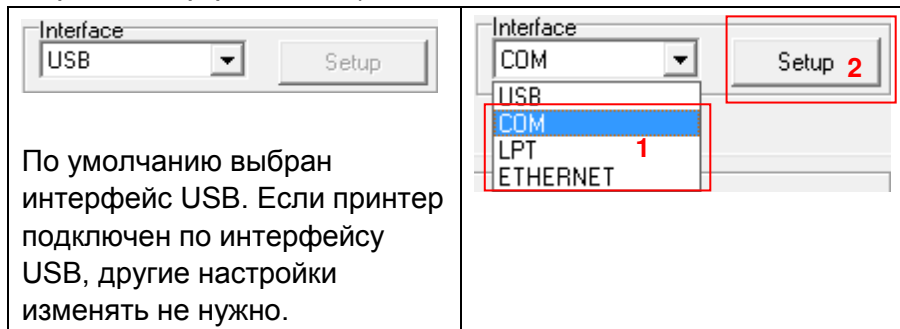 Interface
USB
Setup
По умолчанию выбран
интерфейс USB. Если принтер
подключен по интерфейсу
USB, другие настройки
изменять не нужно.
Interface
COM
Setup 2
USB
COM
LPT 1
ETHERNET